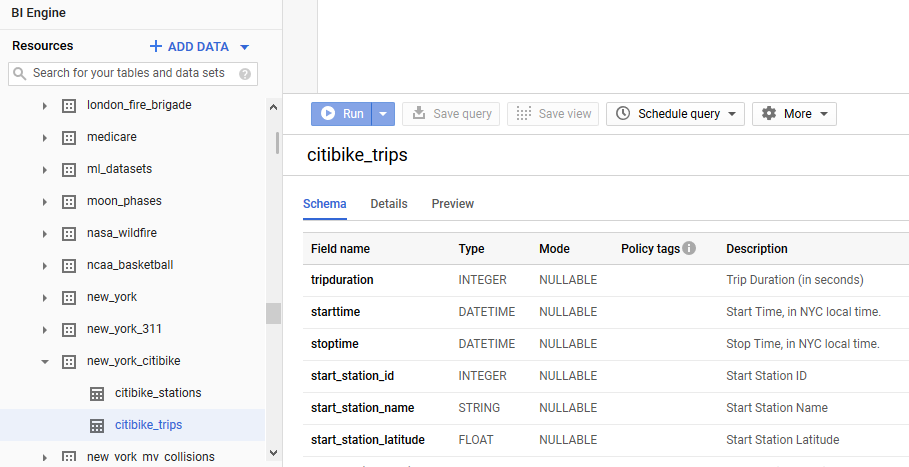 BI Engine
Resources
ADD DATA
Search for your tables and data sets
london_fire_brigade
medicare
ml_datasets
moon_phases
nasa_wildfire
ncaa_basketball
new_york
new_york_311
new_york_citibike
citibike_stations
citibike_trips
new_york_mv_collisions
Run
Save query
Save view
Schedule query
More
citibike_trips
Schema Details Preview
Field name Type Mode Policy tags Description
tripduration INTEGER NULLABLE Trip Duration (in seconds)
starttime DATETIME NULLABLE Start Time, in NYC local time.
stoptime DATETIME NULLABLE Stop Time, in NYC local time.
start_station_id INTEGER NULLABLE Start Station ID
start_station_name STRING NULLABLE Start Station Name
start_station_latitude FLOAT NULLABLE Start Station Latitude